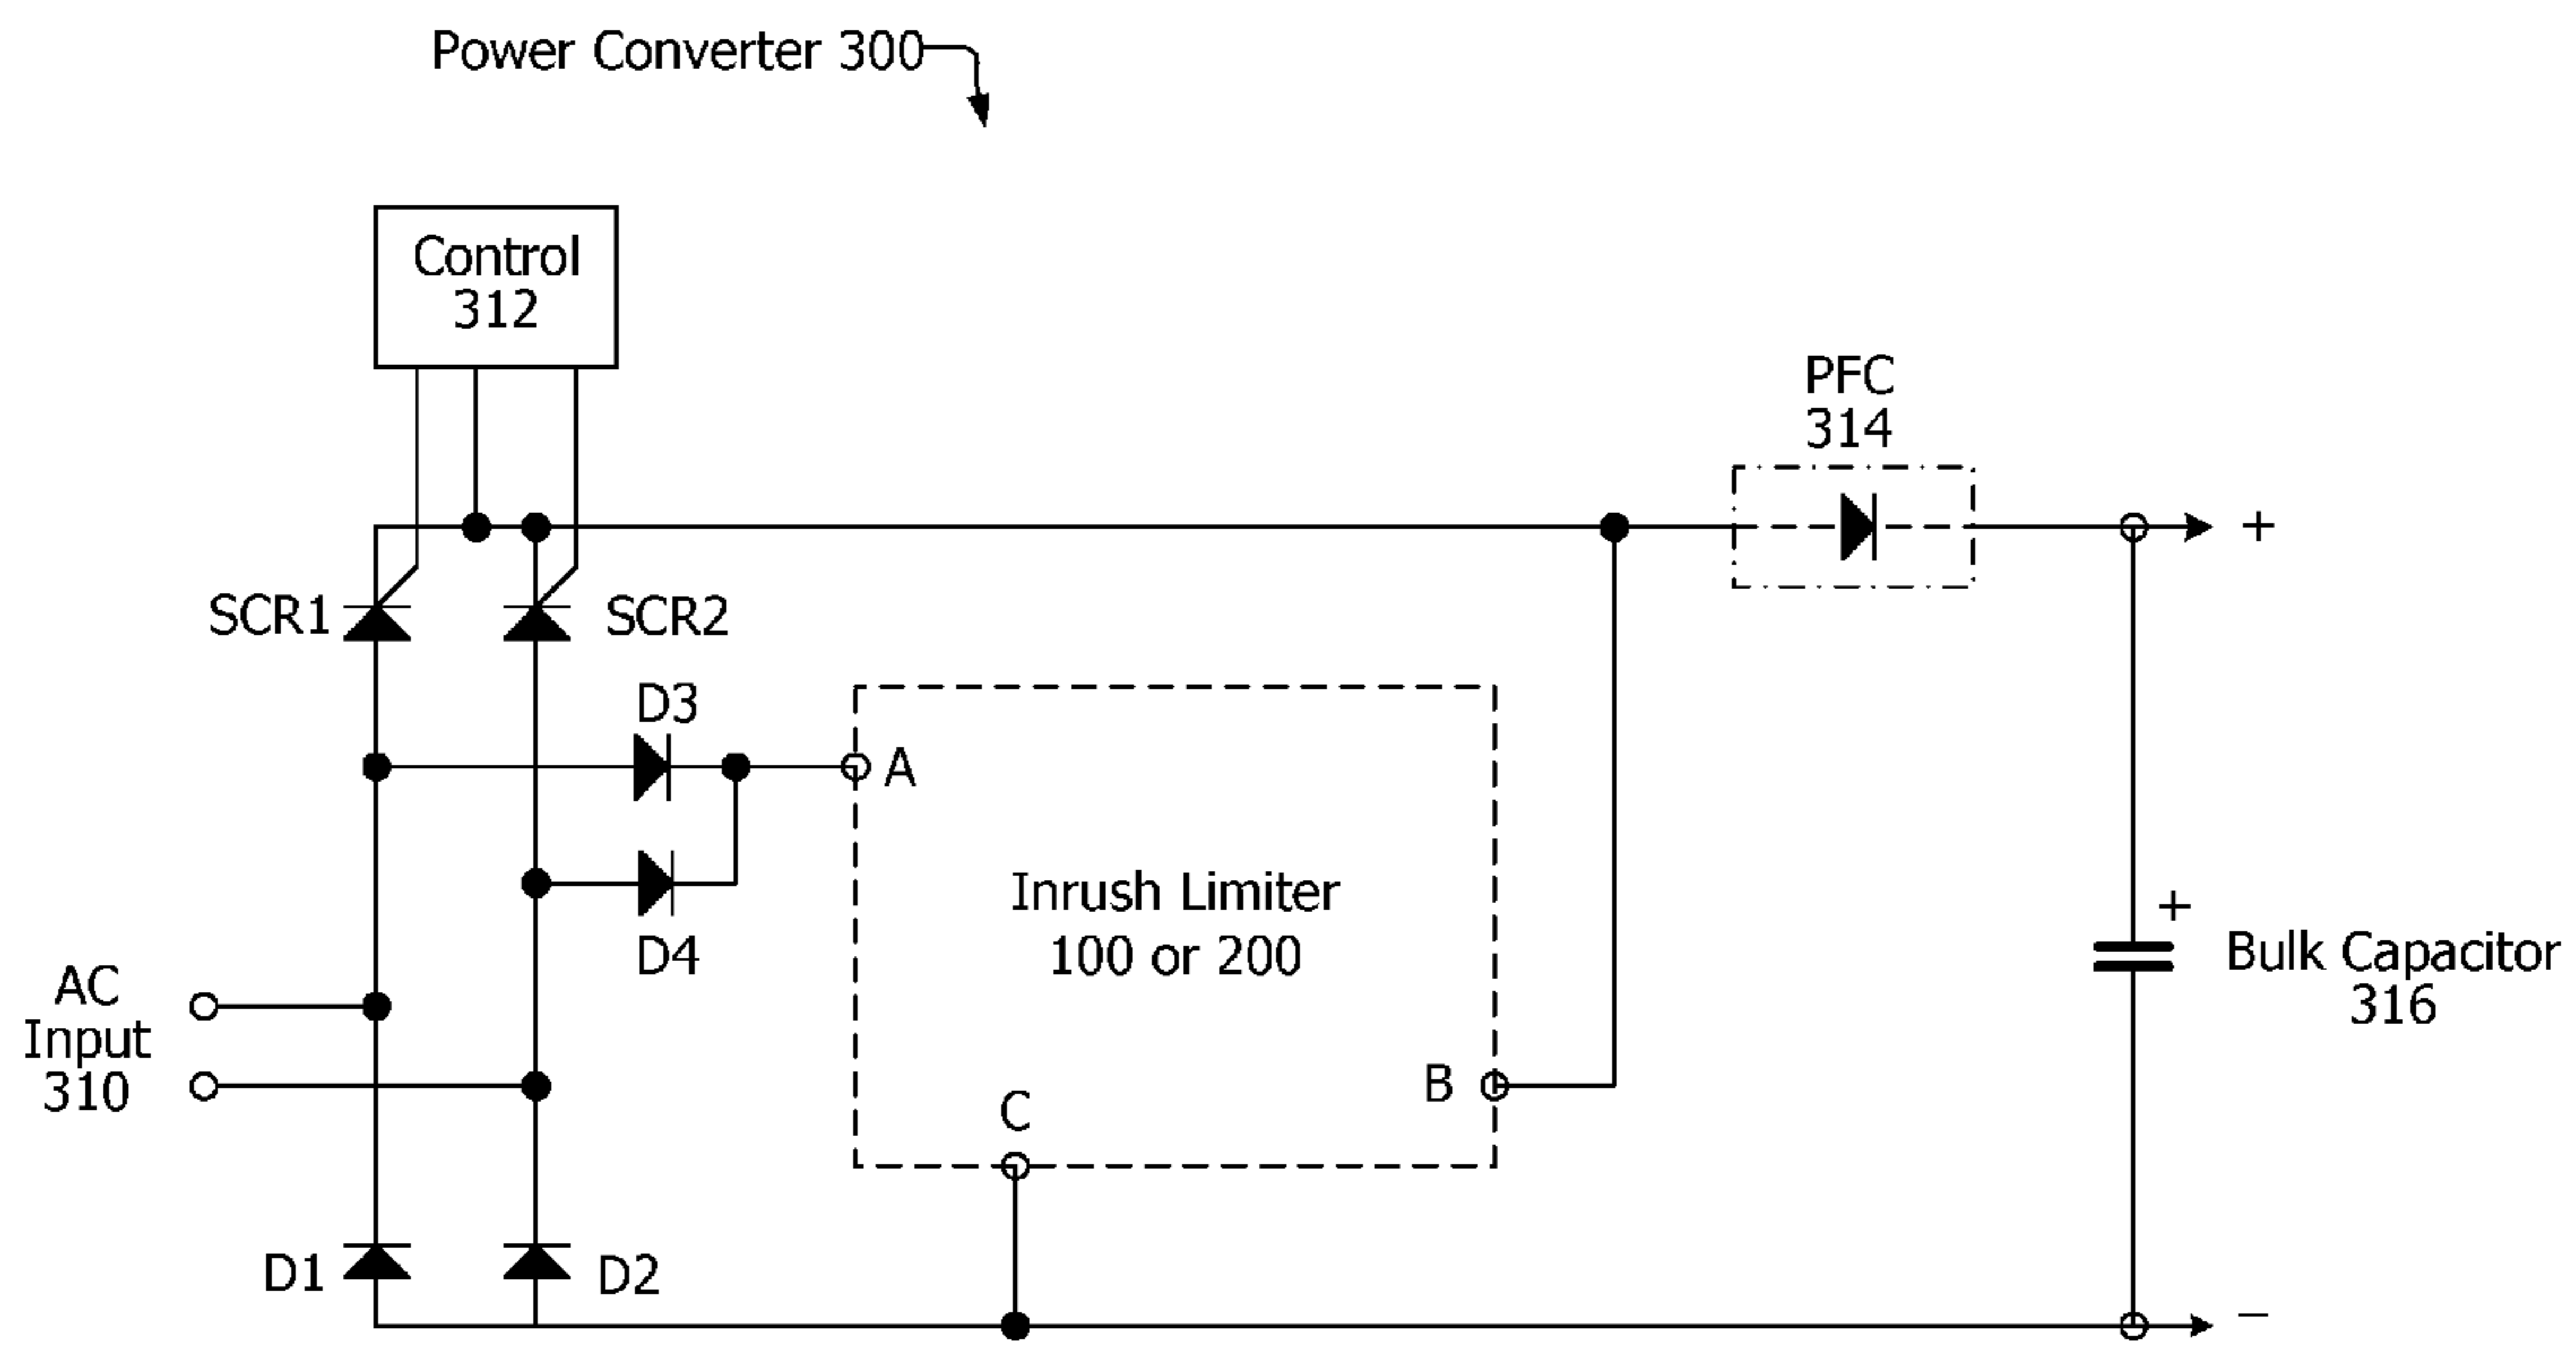 Power Converter 300
Control
312
PFC
314
+
SCR1
SCR2
D3
A
Inrush Limiter
100 or 200
D4
+
Bulk Capacitor
316
AC
Input
310
B
C
D1
D2
−